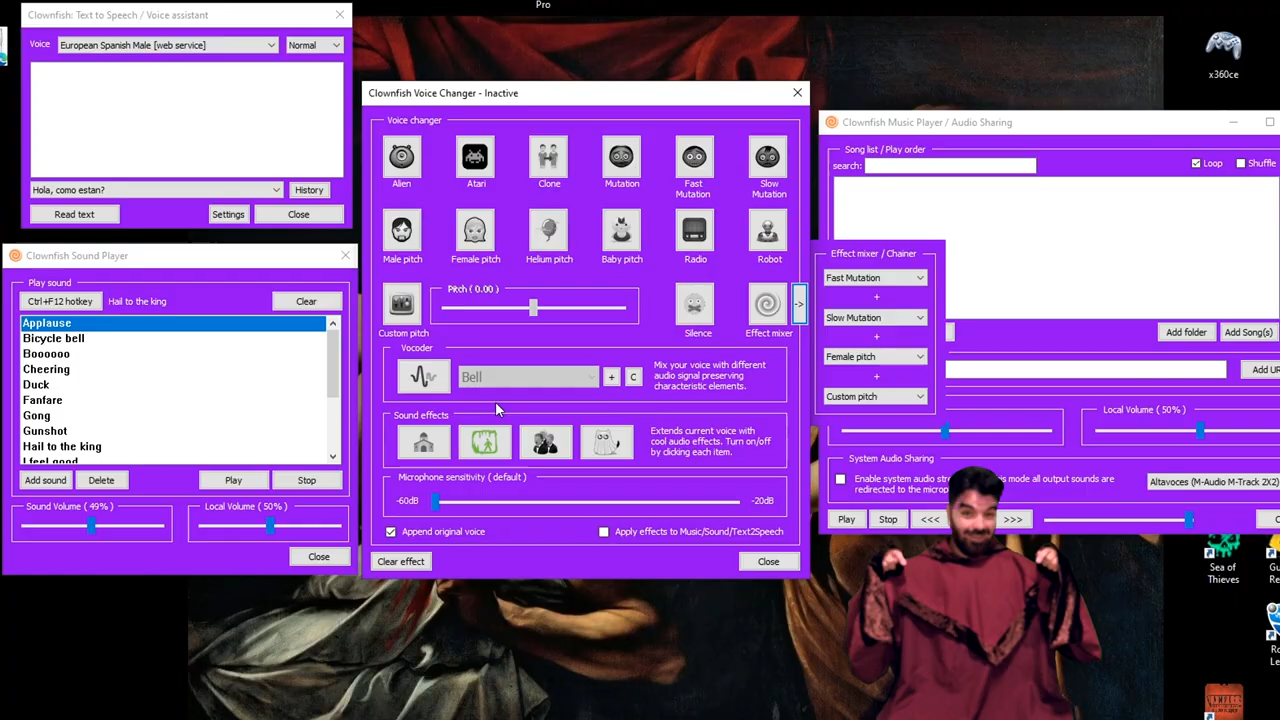 Pro
Clownfish: Text to Speech / Voice assistant
Voice
European Spanish Male [web service]
Normal
Hola, como estan?
History
Read text
Settings
Close
Clownfish Sound Player
Play sound
Ctrl+F12 hotkey
Hail to the king
Clear
Applause
Bicycle bell
Boooooo
Cheering
Duck
Fanfare
Gong
Gunshot
Hail to the king
I feel good
Add sound
Delete
Play
Stop
Sound Volume ( 49% )
Local Volume ( 50% )
Close
Clownfish Voice Changer - Inactive
Voice changer
Alien
Atari
Clone
Mutation
Fast
Mutation
Slow
Mutation
Male pitch
Female pitch
Helium pitch
Baby pitch
Radio
Robot
Custom pitch
Pitch ( 0.00 )
Silence
Effect mixer
->
Vocoder
Bell
+
C
Mix your voice with different
audio signal preserving
characteristic elements.
Sound effects
Extends current voice with
cool audio effects. Turn on/off
by clicking each item.
Microphone sensitivity ( default )
-60dB
-20dB
Append original voice
Apply effects to Music/Sound/Text2Speech
Clear effect
Close
Effect mixer / Chainer
Fast Mutation
+
Slow Mutation
+
Female pitch
+
Custom pitch
Clownfish Music Player / Audio Sharing
Song list / Play order
search:
Loop
Shuffle
Add folder
Add Song(s)
Add UR
Local Volume ( 50% )
System Audio Sharing
Enable system audio str
is mode all output sounds are
redirected to the microp
Altavoces (M-Audio M-Track 2X2)
Play
Stop
<<<
>>>
x360ce
Sea of
Thieves
Gu
Re
Ro
Le